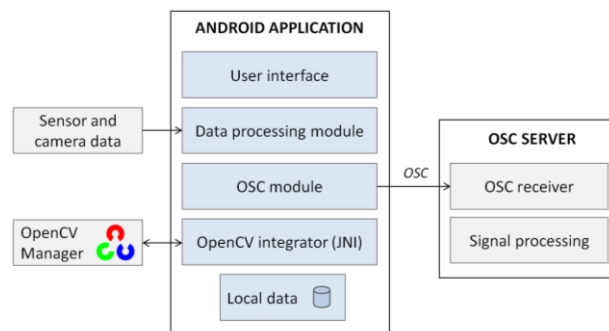 ANDROID APPLICATION
User interface
Sensor and
camera data
Data processing module
OSC SERVER
OSC module
OSC
OSC receiver
OpenCV
Manager
OpenCV integrator (JNI)
Signal processing
Local data